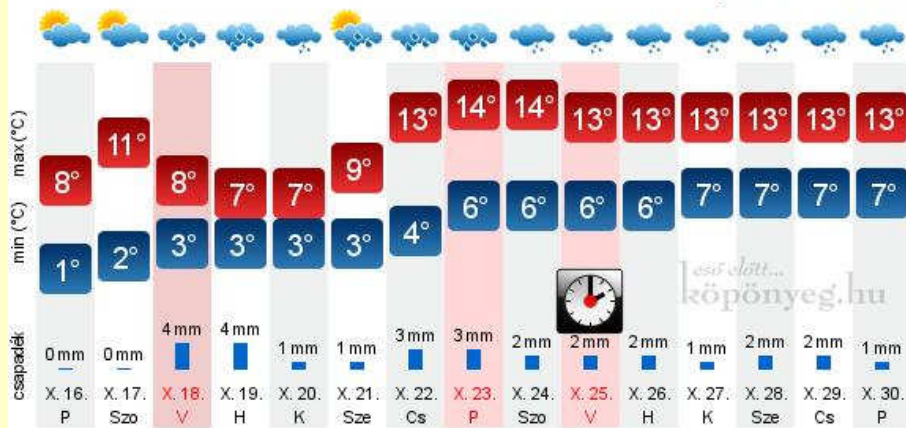 max (°C)
8° 11° 8° 7° 7° 9° 13° 14° 14° 13° 13° 13° 13° 13° 13°
min (°C)
1° 2° 3° 3° 3° 3° 4° 6° 6° 6° 6° 7° 7° 7° 7°
eső előtt...
köpönyeg.hu
csapadék
0 mm 0 mm 4 mm 4 mm 1 mm 1 mm 3 mm 3 mm 2 mm 2 mm 2 mm 1 mm 2 mm 2 mm 1 mm
X. 16. X. 17. X. 18. X. 19. X. 20. X. 21. X. 22. X. 23. X. 24. X. 25. X. 26. X. 27. X. 28. X. 29. X. 30.
P Szo V H K Sze Cs P Szo V H K Sze Cs P